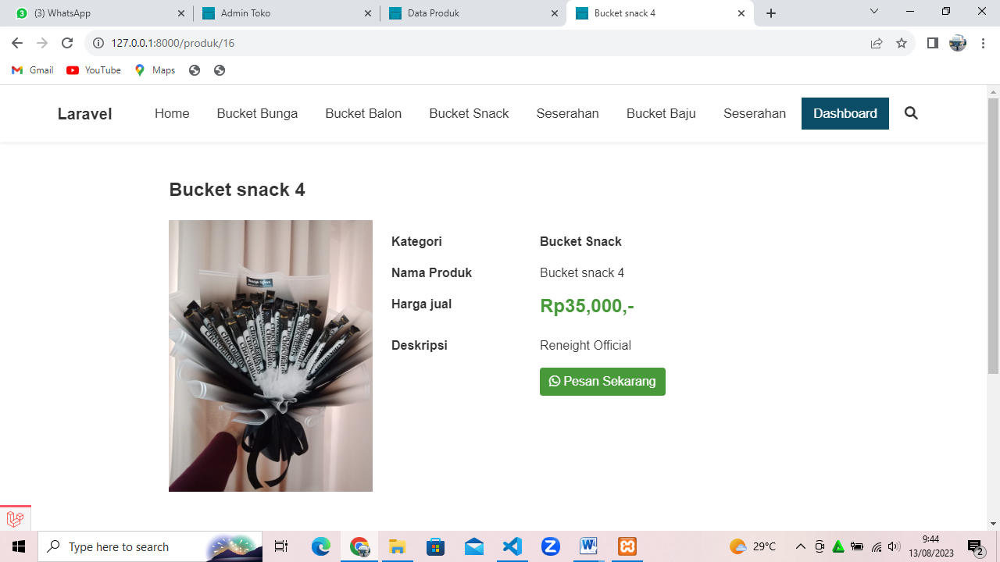 (3) WhatsApp
Admin Toko
Data Produk
Bucket snack 4
127.0.0.1:8000/produk/16
Gmail
YouTube
Maps
Laravel
Home
Bucket Bunga
Bucket Balon
Bucket Snack
Seserahan
Bucket Baju
Seserahan
Dashboard
Bucket snack 4
Kategori
Bucket Snack
Nama Produk
Bucket snack 4
Harga jual
Rp35,000,-
Deskripsi
Reneight Official
Pesan Sekarang
Type here to search
29°C
9:44
13/08/2023
2